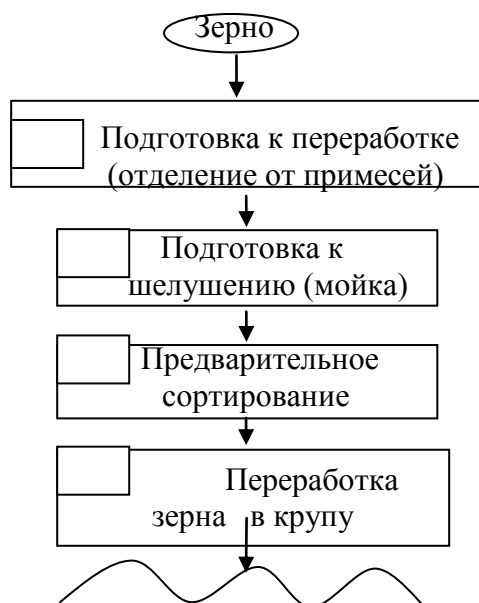 Зерно
Подготовка к переработке
(отделение от примесей)
Подготовка к
шелушению (мойка)
Предварительное
сортирование
Переработка
зерна в крупу